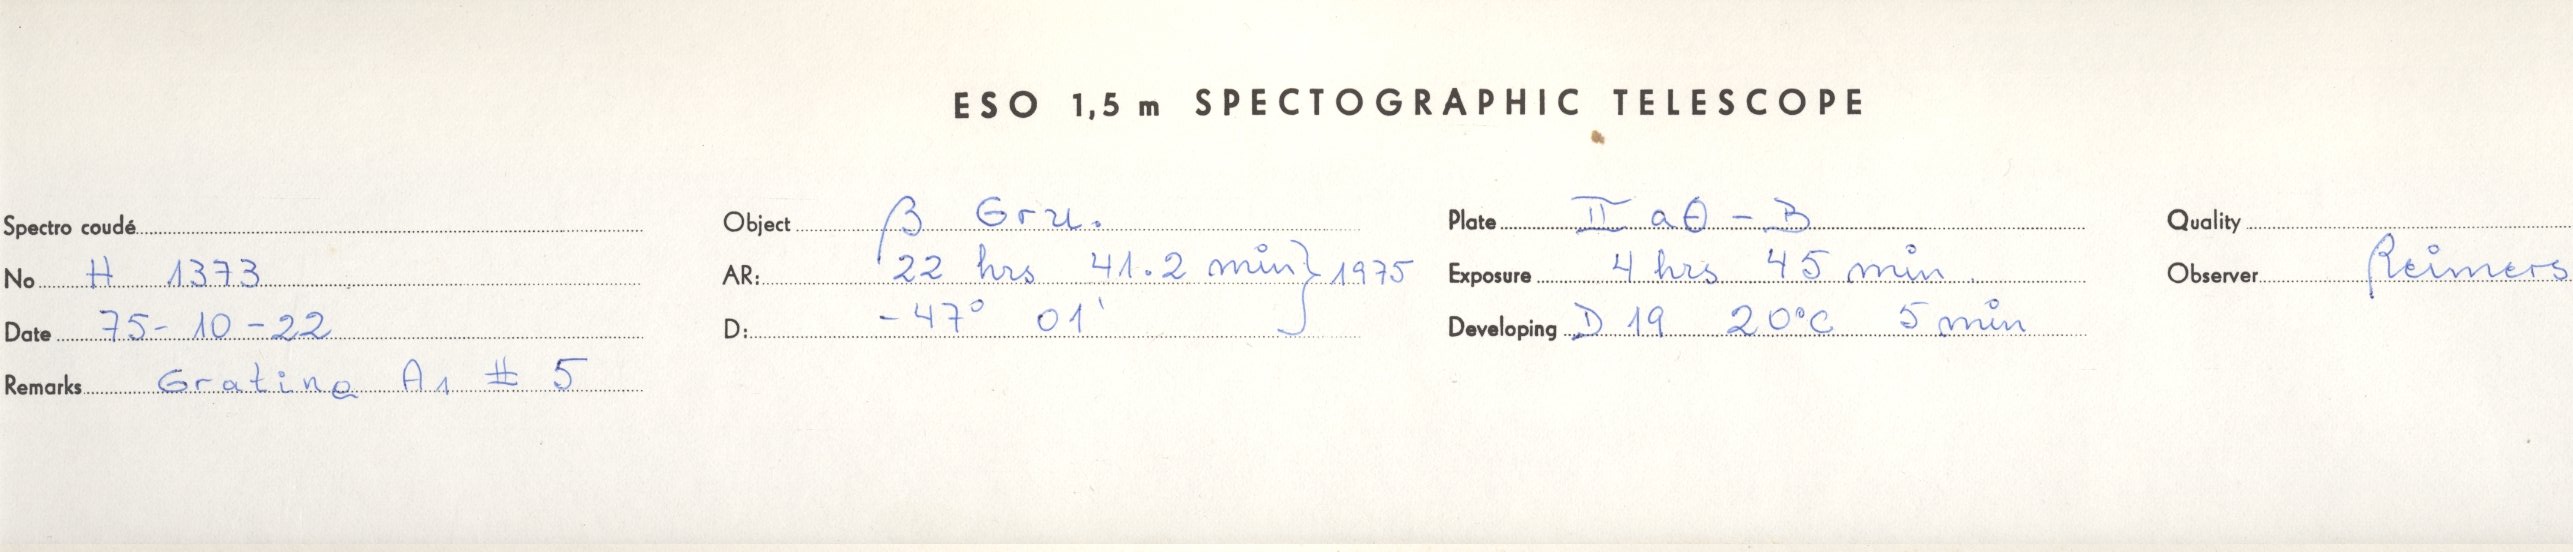 ESO 1,5 m SPECTOGRAPHIC TELESCOPE
Spectro coudé
No H 1373
Date 75-10-22
Remarks Grating A1 # 5
Object β Gru.
AR: 22 hrs 41.2 min } 1975
D: -47° 01'
Plate II aO - B
Exposure 4 hrs 45 min.
Developing D 19 20°C 5 min
Quality
Observer Reimers